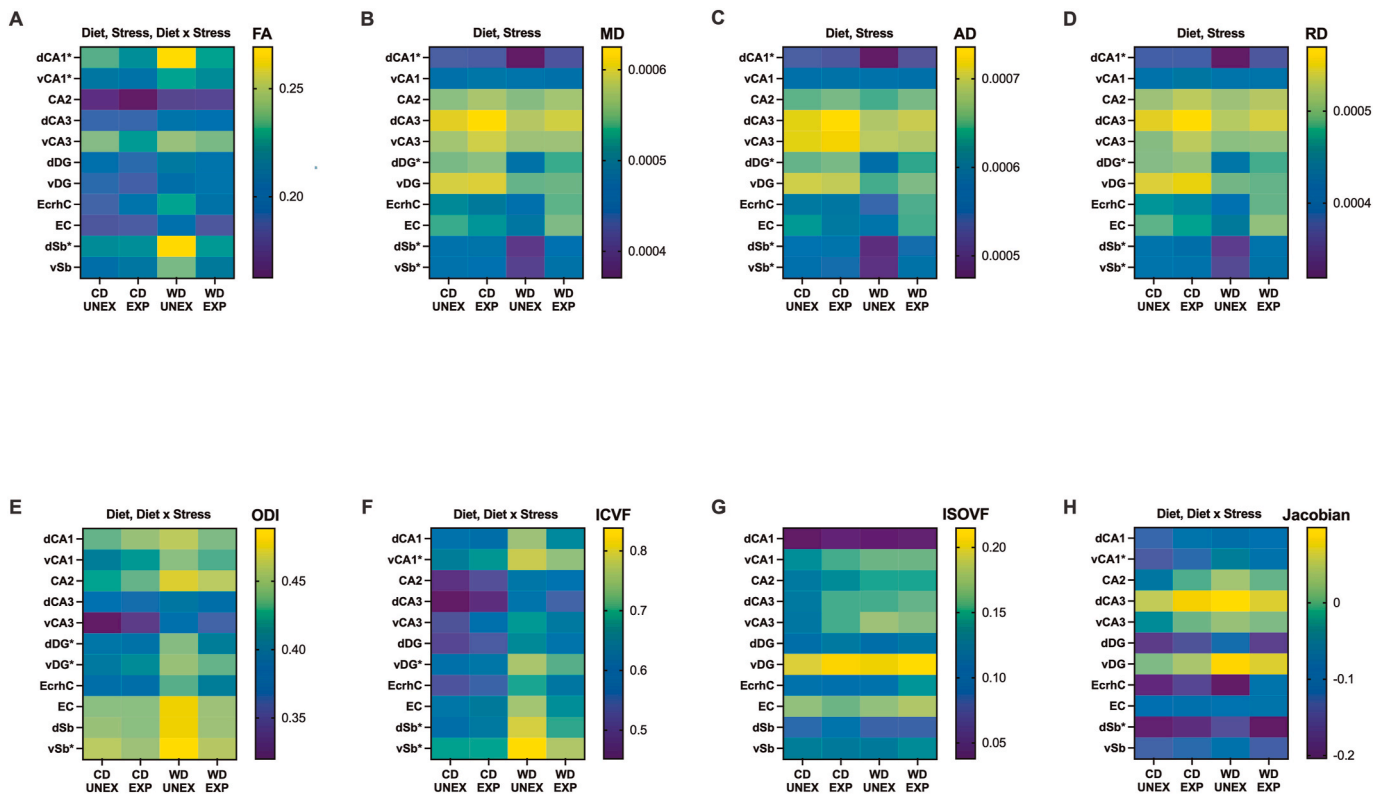 A
Diet, Stress, Diet x Stress
FA
dCA1*
vCA1*
CA2
dCA3
vCA3
dDG
vDG
EcrhC
EC
dSb*
vSb
0.25
0.20
CD UNEX
CD EXP
WD UNEX
WD EXP
B
Diet, Stress
MD
dCA1*
vCA1
CA2
dCA3
vCA3
dDG*
vDG
EcrhC
EC
dSb*
vSb*
0.0006
0.0005
0.0004
CD UNEX
CD EXP
WD UNEX
WD EXP
C
Diet, Stress
AD
dCA1*
vCA1
CA2
dCA3
vCA3
dDG*
vDG
EcrhC
EC
dSb*
vSb*
0.0007
0.0006
0.0005
CD UNEX
CD EXP
WD UNEX
WD EXP
D
Diet, Stress
RD
dCA1*
vCA1
CA2
dCA3
vCA3
dDG*
vDG
EcrhC
EC
dSb*
vSb*
0.0005
0.0004
CD UNEX
CD EXP
WD UNEX
WD EXP
E
Diet, Diet x Stress
ODI
dCA1
vCA1
CA2
dCA3
vCA3
dDG*
vDG*
EcrhC
EC
dSb
vSb*
0.45
0.40
0.35
CD UNEX
CD EXP
WD UNEX
WD EXP
F
Diet, Diet x Stress
ICVF
dCA1
vCA1*
CA2
dCA3
vCA3
dDG
vDG*
EcrhC
EC
dSb*
vSb*
0.8
0.7
0.6
0.5
CD UNEX
CD EXP
WD UNEX
WD EXP
G
ISOVF
dCA1
vCA1
CA2
dCA3
vCA3
dDG
vDG
EcrhC
EC
dSb
vSb
0.20
0.15
0.10
0.05
CD UNEX
CD EXP
WD UNEX
WD EXP
H
Diet, Diet x Stress
Jacobian
dCA1
vCA1*
CA2
dCA3
vCA3
dDG
vDG
EcrhC
EC
dSb*
vSb
0
-0.1
-0.2
CD UNEX
CD EXP
WD UNEX
WD EXP